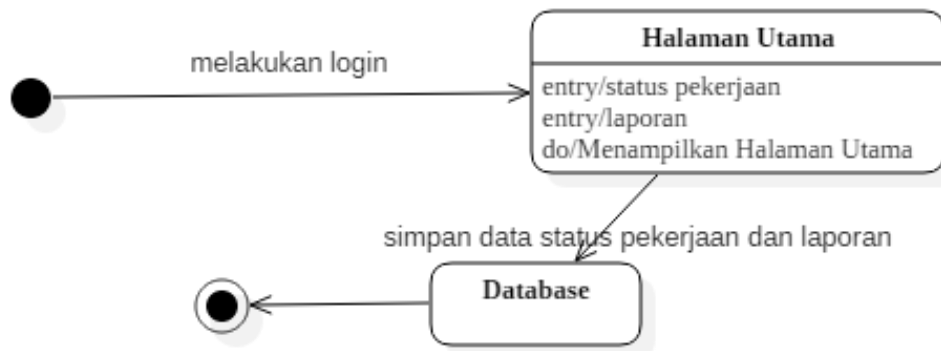 Halaman Utama
melakukan login
entry/status pekerjaan
entry/laporan
do/Menampilkan Halaman Utama
simpan data status pekerjaan dan laporan
Database